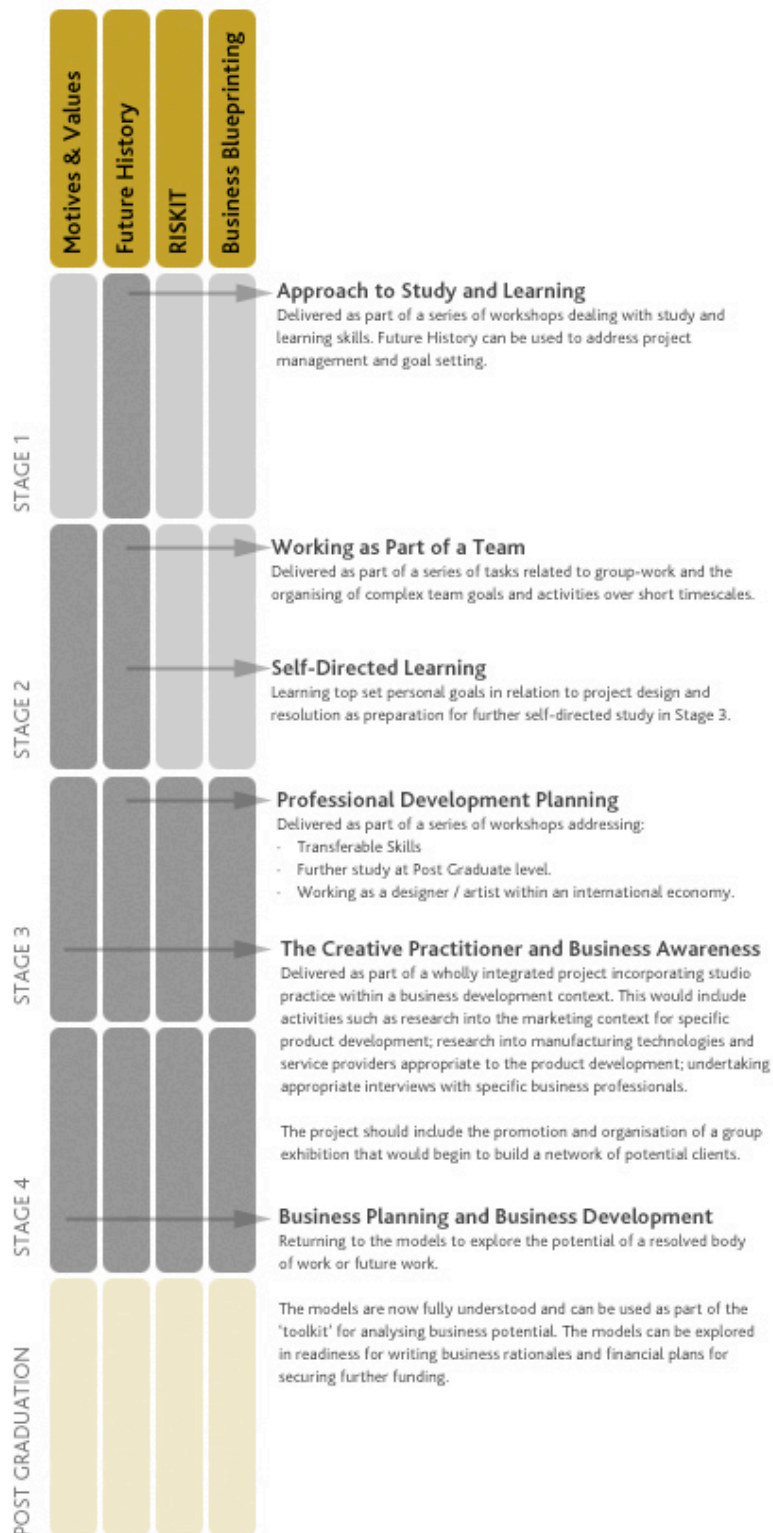 Motives & Values
Future History
RISKIT
Business Blueprinting
STAGE 1
Approach to Study and Learning
Delivered as part of a series of workshops dealing with study and
learning skills. Future History can be used to address project
management and goal setting.
STAGE 2
Working as Part of a Team
Delivered as part of a series of tasks related to group-work and the
organising of complex team goals and activities over short timescales.
Self-Directed Learning
Learning top set personal goals in relation to project design and
resolution as preparation for further self-directed study in Stage 3.
STAGE 3
Professional Development Planning
Delivered as part of a series of workshops addressing:
- Transferable Skills
- Further study at Post Graduate level.
- Working as a designer / artist within an international economy.
The Creative Practitioner and Business Awareness
Delivered as part of a wholly integrated project incorporating studio
practice within a business development context. This would include
activities such as research into the marketing context for specific
product development; research into manufacturing technologies and
service providers appropriate to the product development; undertaking
appropriate interviews with specific business professionals.
The project should include the promotion and organisation of a group
exhibition that would begin to build a network of potential clients.
STAGE 4
Business Planning and Business Development
Returning to the models to explore the potential of a resolved body
of work or future work.
POST GRADUATION
The models are now fully understood and can be used as part of the
'toolkit' for analysing business potential. The models can be explored
in readiness for writing business rationales and financial plans for
securing further funding.